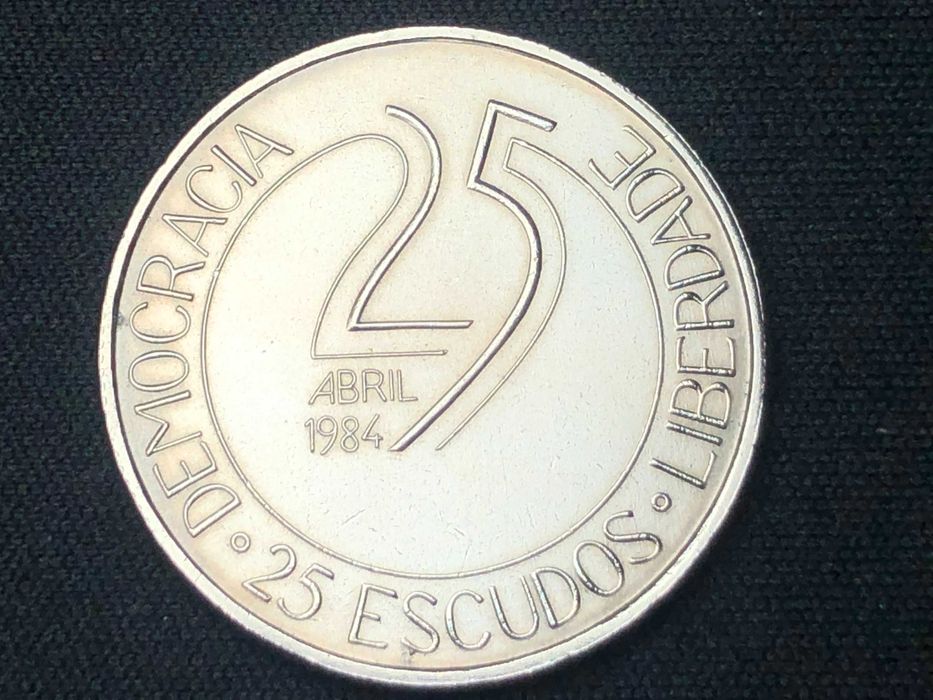 25
ABRIL
1984
DEMOCRACIA · 25 ESCUDOS · LIBERDADE